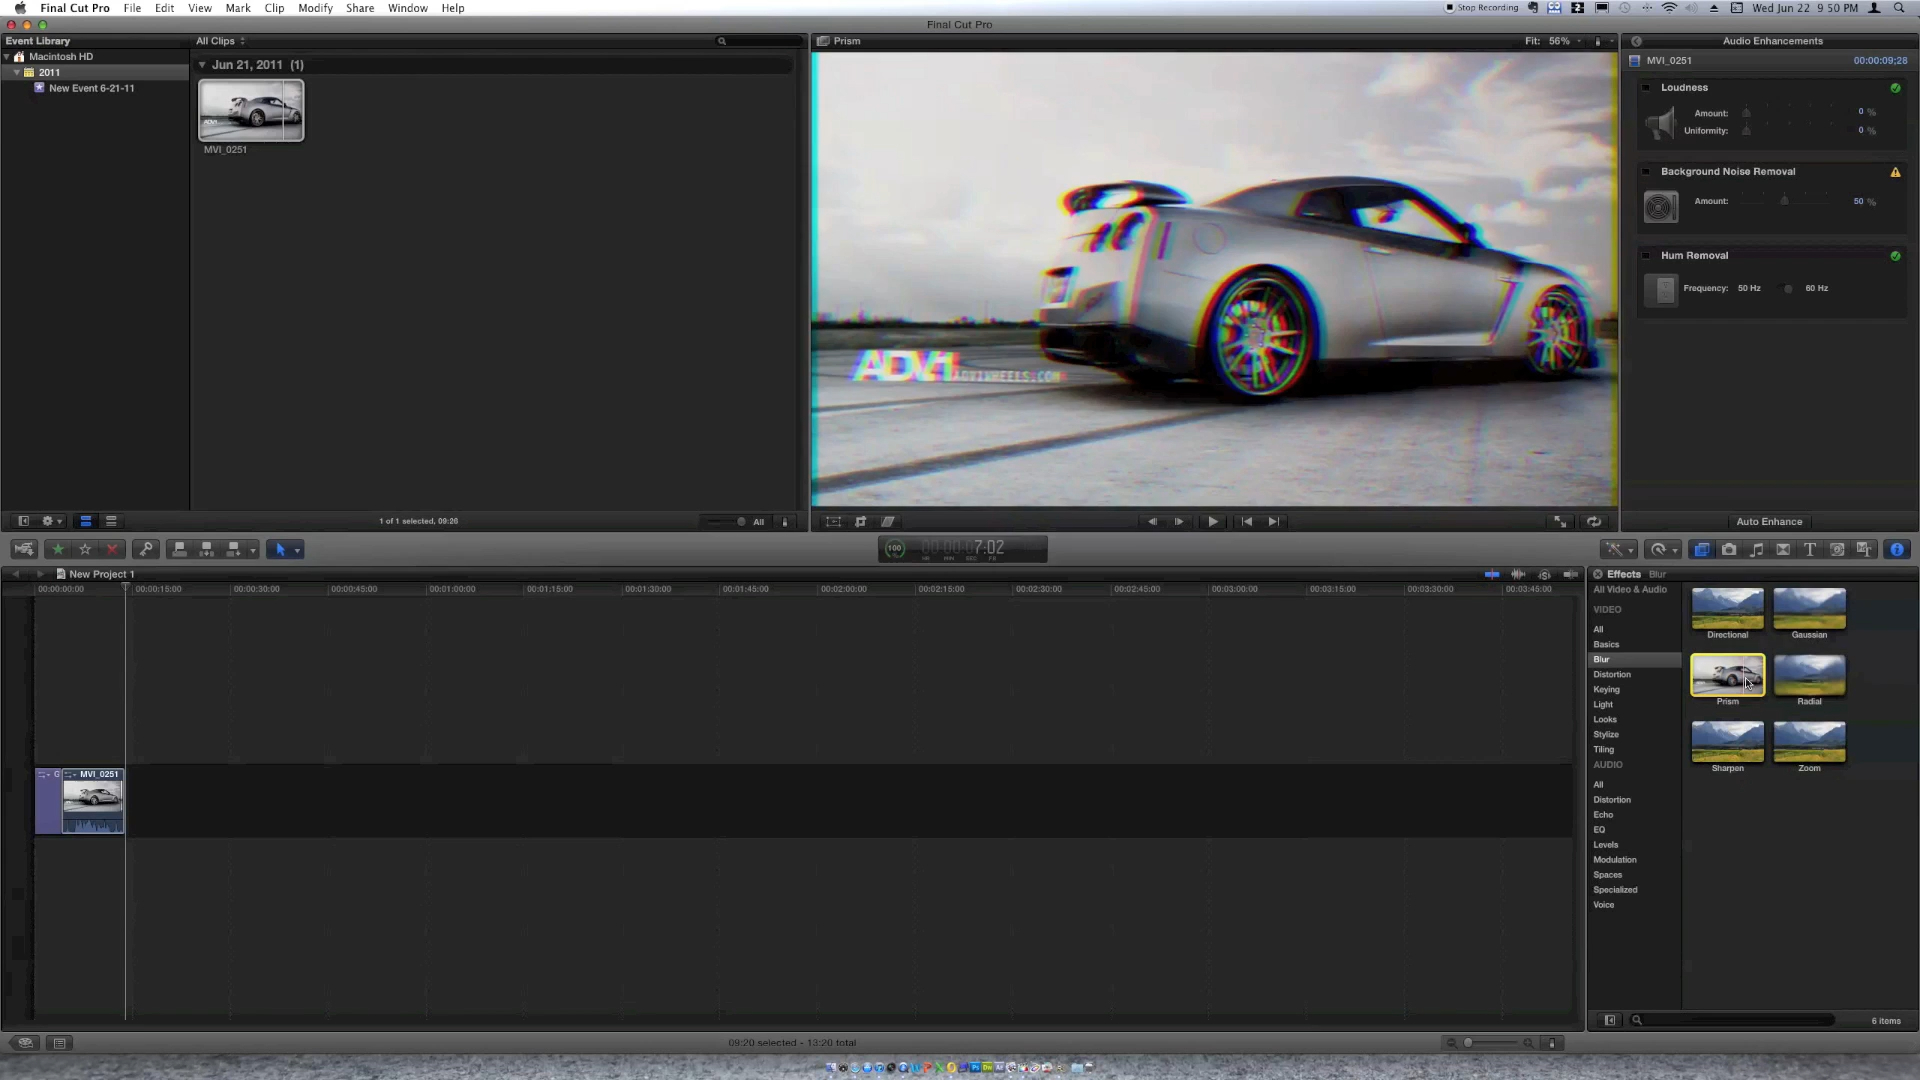 Final Cut Pro File Edit View Mark Clip Modify Share Window Help
Stop Recording
Wed Jun 22 9:50 PM
Final Cut Pro
Event Library
All Clips
Prism
Fit: 56%
Audio Enhancements
Macintosh HD
2011
New Event 6-21-11
Jun 21, 2011 (1)
MVI_0251
ADV1
ADV1WHEELS.COM
MVI_0251
00:00:09;28
Loudness
Amount: 0 %
Uniformity: 0 %
Background Noise Removal
Amount: 50 %
Hum Removal
Frequency: 50 Hz 60 Hz
1 of 1 selected, 09:26
All
Auto Enhance
100
7:02
HR MIN SEC FR
New Project 1
00:00:00:00 00:00:15:00 00:00:30:00 00:00:45:00 00:01:00:00 00:01:15:00 00:01:30:00 00:01:45:00 00:02:00:00 00:02:15:00 00:02:30:00 00:02:45:00 00:03:00:00 00:03:15:00 00:03:30:00 00:03:45:00
G
MVI_0251
Effects Blur
All Video & Audio
VIDEO
All
Basics
Blur
Distortion
Keying
Light
Looks
Stylize
Tiling
AUDIO
All
Distortion
Echo
EQ
Levels
Modulation
Spaces
Specialized
Voice
Directional
Gaussian
Prism
Radial
Sharpen
Zoom
6 items
09:20 selected - 13:20 total